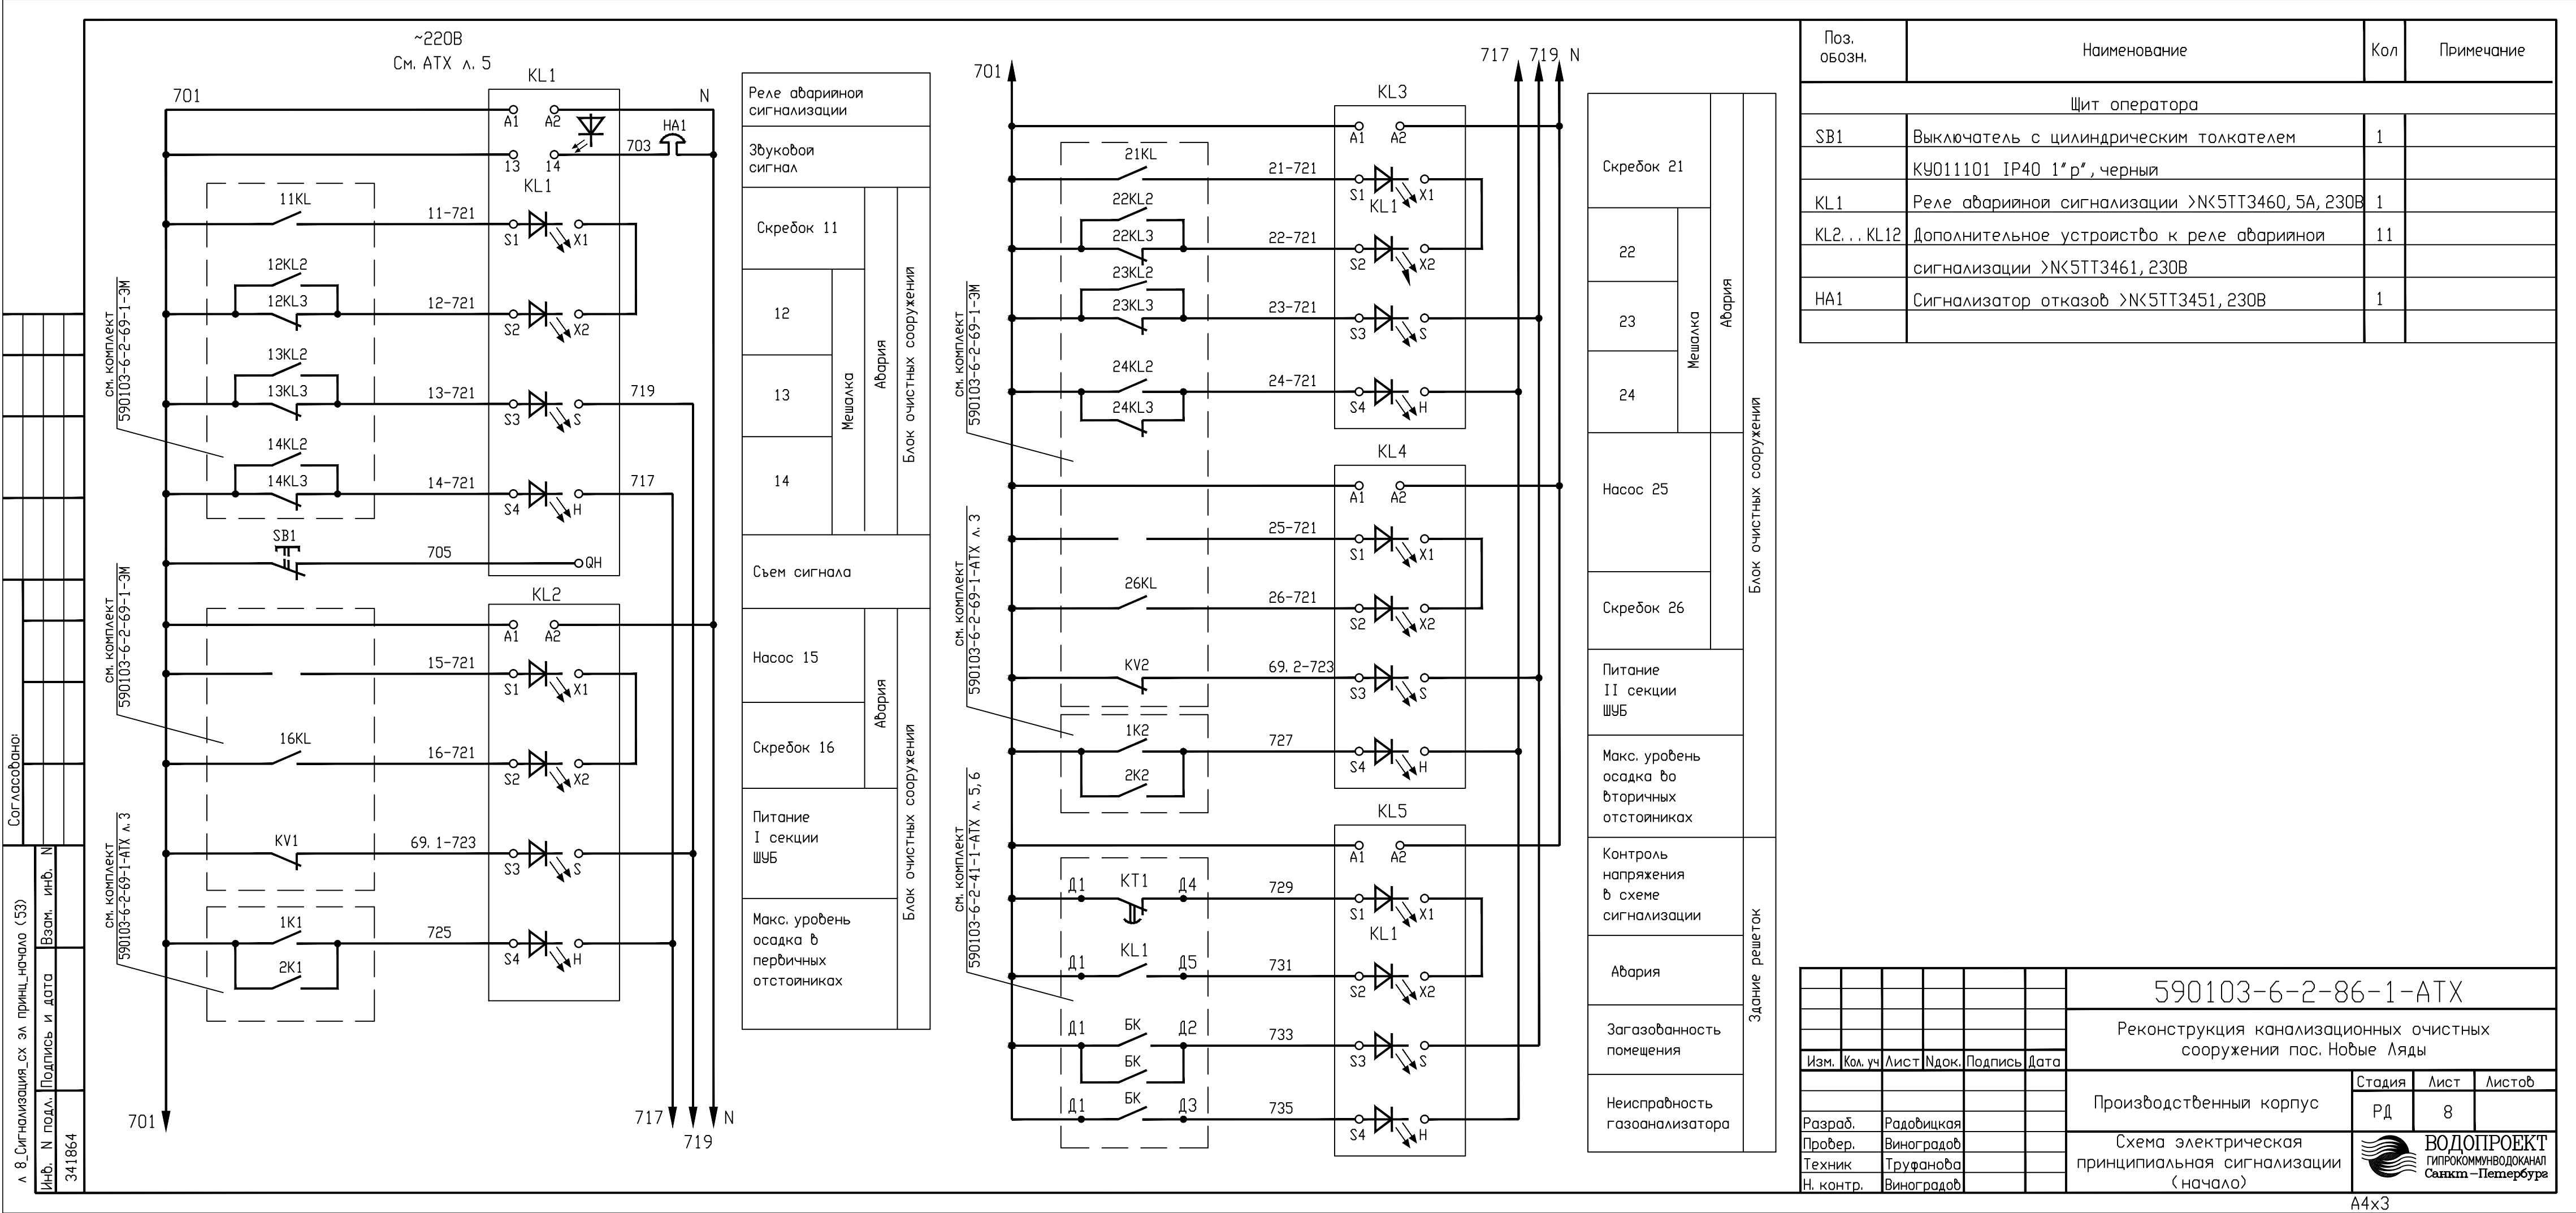 ~220В
См. АТХ л. 5
701
N
KL1
A1
A2
HA1
703
13
14
KL1
11KL
11-721
S1
X1
12KL2
12KL3
12-721
S2
X2
13KL2
13KL3
13-721
S3
S
719
14KL2
14KL3
14-721
S4
H
717
SB1
705
QH
KL2
A1
A2
15-721
S1
X1
16KL
16-721
S2
X2
KV1
69. 1-723
S3
S
1K1
2K1
725
S4
H
701
717
719
N
см. комплект
590103-6-2-69-1-ЭМ
см. комплект
590103-6-2-69-1-ЭМ
см. комплект
590103-6-2-69-1-АТХ л. 3
Реле аварийной
сигнализации
Звуковой
сигнал
Скребок 11
12
13
14
Мешалка
Авария
Блок очистных сооружений
Съем сигнала
Насос 15
Скребок 16
Авария
Питание
I секции
ШУБ
Макс. уровень
осадка в
первичных
отстойниках
Блок очистных сооружений
701
717
719
N
KL3
A1
A2
21KL
21-721
S1
X1
KL1
22KL2
22KL3
22-721
S2
X2
23KL2
23KL3
23-721
S3
S
24KL2
24KL3
24-721
S4
H
KL4
A1
A2
25-721
S1
X1
26KL
26-721
S2
X2
KV2
69. 2-723
S3
S
1K2
2K2
727
S4
H
KL5
A1
A2
Д1
KT1
Д4
729
S1
X1
KL1
Д1
KL1
Д5
731
S2
X2
Д1
БК
Д2
733
S3
S
БК
Д1
БК
Д3
735
S4
H
см. комплект
590103-6-2-69-1-ЭМ
см. комплект
590103-6-2-69-1-АТХ л. 3
см. комплект
590103-6-2-41-1-АТХ л. 5, 6
Скребок 21
22
23
24
Мешалка
Авария
Насос 25
Скребок 26
Питание
II секции
ШУБ
Макс. уровень
осадка во
вторичных
отстойниках
Блок очистных сооружений
Контроль
напряжения
в схеме
сигнализации
Авария
Загазованность
помещения
Неисправность
газоанализатора
Здание решеток
Поз. обозн. Наименование Кол Примечание
Щит оператора
SB1 Выключатель с цилиндрическим толкателем 1
КУ011101 IP40 1"р", черный
KL1 Реле аварийной сигнализации >N<5TT3460, 5А, 230В 1
KL2...KL12 Дополнительное устройство к реле аварийной 11
сигнализации >N<5TT3461, 230В
HA1 Сигнализатор отказов >N<5TT3451, 230В 1
590103-6-2-86-1-АТХ
Реконструкция канализационных очистных
сооружений пос. Новые Ляды
Изм. Кол. уч Лист Nдок. Подпись Дата
Производственный корпус
Стадия Лист Листов
РД 8
Разраб. Радовицкая
Провер. Виноградов
Техник Труфанова
Н. контр. Виноградов
Схема электрическая
принципиальная сигнализации
(начало)
ВОДОПРОЕКТ
ГИПРОКОММУНВОДОКАНАЛ
Санкт-Петербург
А4х3
Согласовано:
Взам. инв. N
Подпись и дата
Инв. N подл.
341864
л 8_Сигнализация_сх эл принц_начало (53)